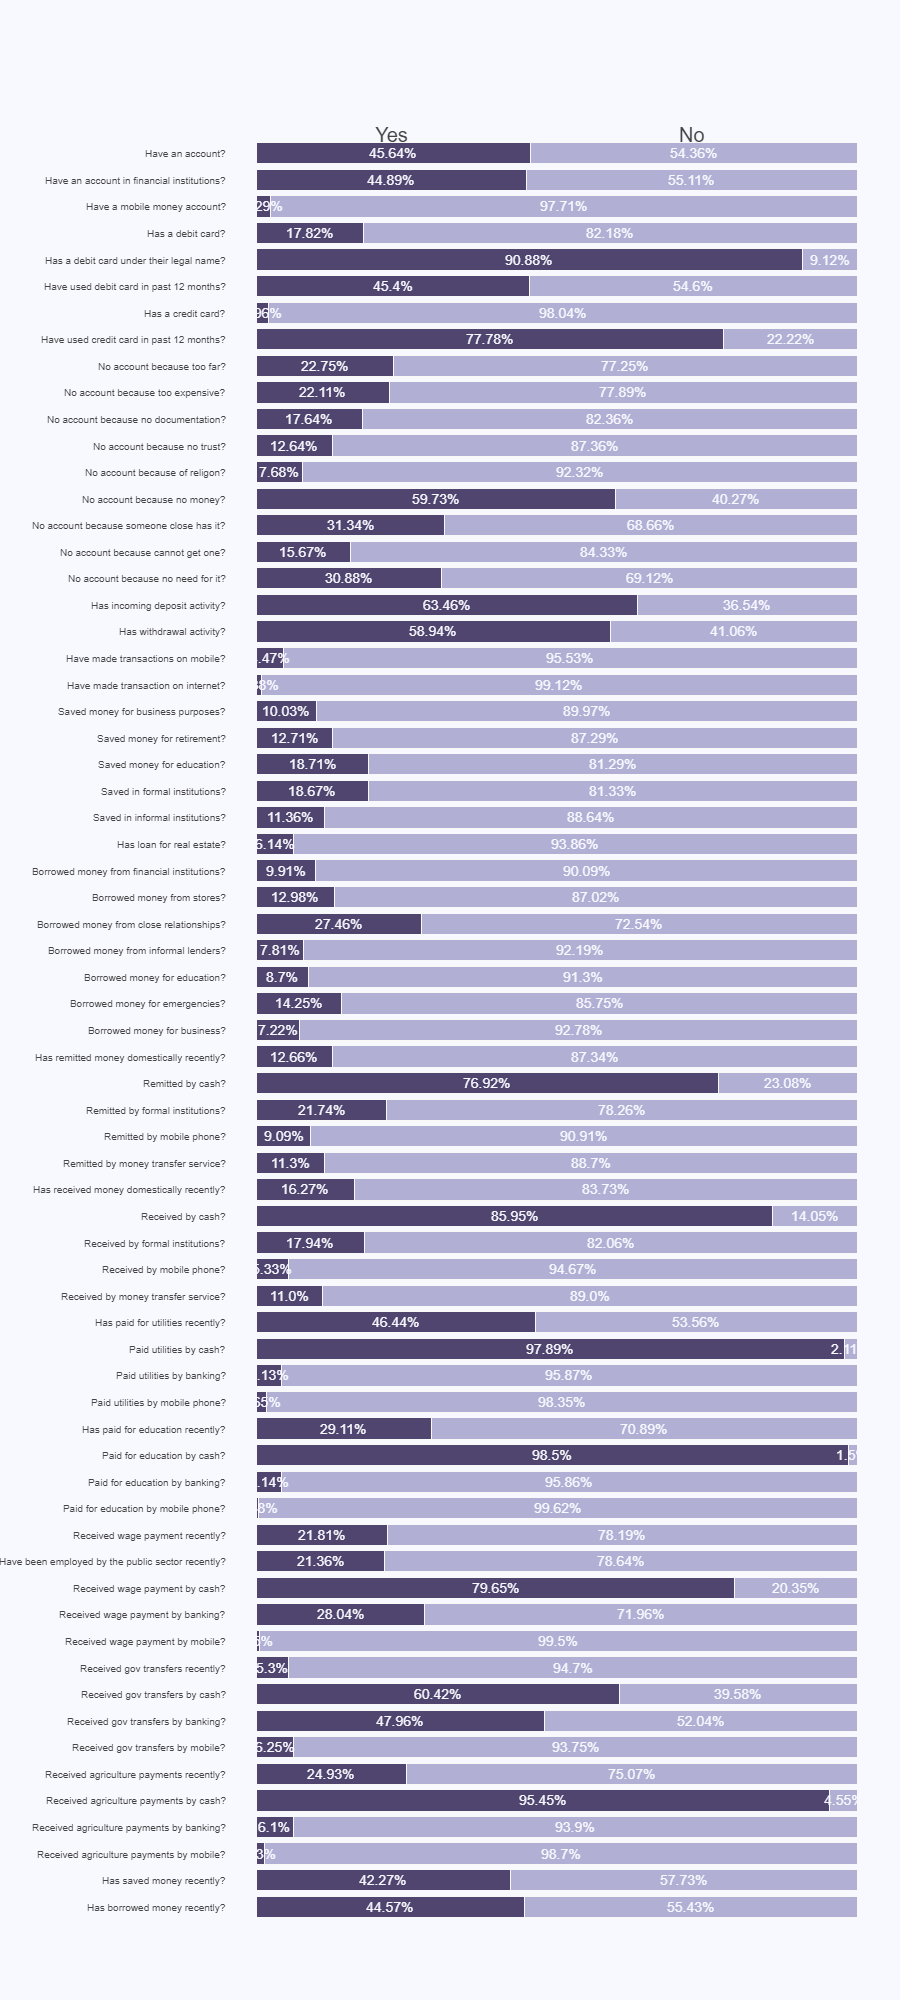 Yes No
Have an account? 45.64% 54.36%
Have an account in financial institutions? 44.89% 55.11%
Have a mobile money account? 29% 97.71%
Has a debit card? 17.82% 82.18%
Has a debit card under their legal name? 90.88% 9.12%
Have used debit card in past 12 months? 45.4% 54.6%
Has a credit card? 96% 98.04%
Have used credit card in past 12 months? 77.78% 22.22%
No account because too far? 22.75% 77.25%
No account because too expensive? 22.11% 77.89%
No account because no documentation? 17.64% 82.36%
No account because no trust? 12.64% 87.36%
No account because of religon? 7.68% 92.32%
No account because no money? 59.73% 40.27%
No account because someone close has it? 31.34% 68.66%
No account because cannot get one? 15.67% 84.33%
No account because no need for it? 30.88% 69.12%
Has incoming deposit activity? 63.46% 36.54%
Has withdrawal activity? 58.94% 41.06%
Have made transactions on mobile? .47% 95.53%
Have made transaction on internet? 8% 99.12%
Saved money for business purposes? 10.03% 89.97%
Saved money for retirement? 12.71% 87.29%
Saved money for education? 18.71% 81.29%
Saved in formal institutions? 18.67% 81.33%
Saved in informal institutions? 11.36% 88.64%
Has loan for real estate? 6.14% 93.86%
Borrowed money from financial institutions? 9.91% 90.09%
Borrowed money from stores? 12.98% 87.02%
Borrowed money from close relationships? 27.46% 72.54%
Borrowed money from informal lenders? 7.81% 92.19%
Borrowed money for education? 8.7% 91.3%
Borrowed money for emergencies? 14.25% 85.75%
Borrowed money for business? 7.22% 92.78%
Has remitted money domestically recently? 12.66% 87.34%
Remitted by cash? 76.92% 23.08%
Remitted by formal institutions? 21.74% 78.26%
Remitted by mobile phone? 9.09% 90.91%
Remitted by money transfer service? 11.3% 88.7%
Has received money domestically recently? 16.27% 83.73%
Received by cash? 85.95% 14.05%
Received by formal institutions? 17.94% 82.06%
Received by mobile phone? 5.33% 94.67%
Received by money transfer service? 11.0% 89.0%
Has paid for utilities recently? 46.44% 53.56%
Paid utilities by cash? 97.89% 2.11
Paid utilities by banking? .13% 95.87%
Paid utilities by mobile phone? 65% 98.35%
Has paid for education recently? 29.11% 70.89%
Paid for education by cash? 98.5% 1.5
Paid for education by banking? .14% 95.86%
Paid for education by mobile phone? 8% 99.62%
Received wage payment recently? 21.81% 78.19%
Have been employed by the public sector recently? 21.36% 78.64%
Received wage payment by cash? 79.65% 20.35%
Received wage payment by banking? 28.04% 71.96%
Received wage payment by mobile? % 99.5%
Received gov transfers recently? 5.3% 94.7%
Received gov transfers by cash? 60.42% 39.58%
Received gov transfers by banking? 47.96% 52.04%
Received gov transfers by mobile? 6.25% 93.75%
Received agriculture payments recently? 24.93% 75.07%
Received agriculture payments by cash? 95.45% 4.55%
Received agriculture payments by banking? 6.1% 93.9%
Received agriculture payments by mobile? 3% 98.7%
Has saved money recently? 42.27% 57.73%
Has borrowed money recently? 44.57% 55.43%